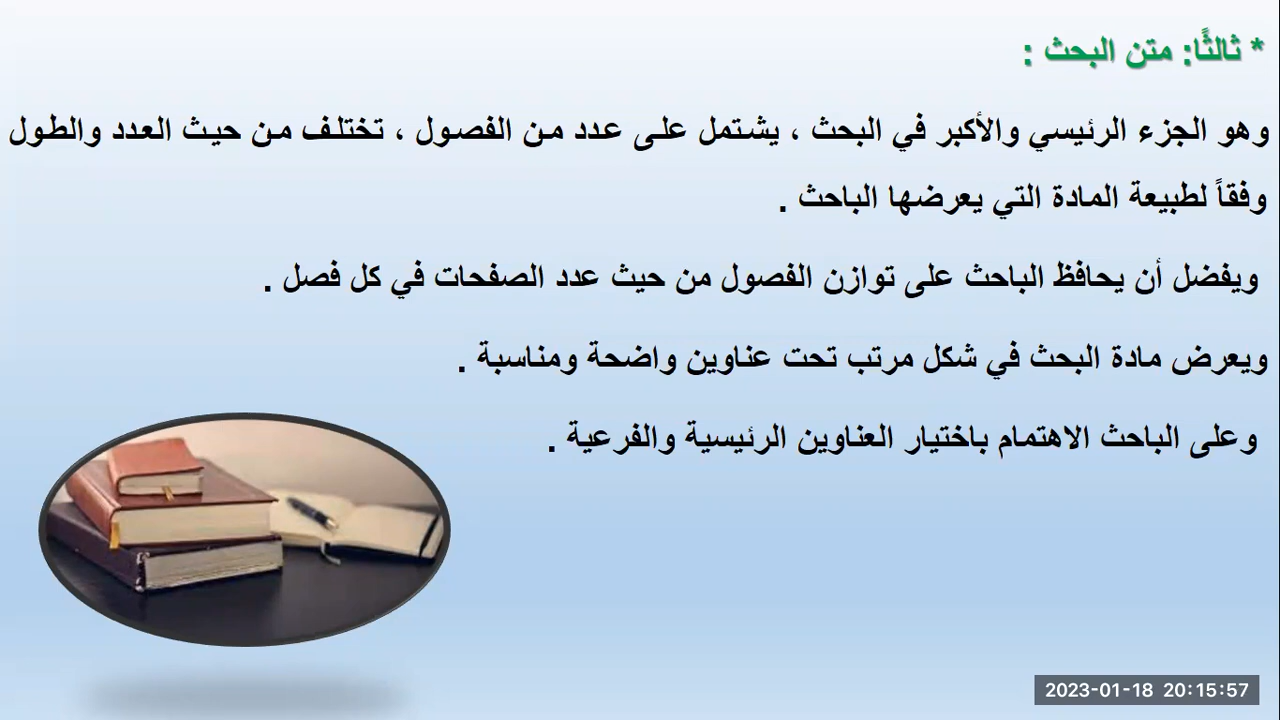 * ثالثًا: متن البحث :
وهو الجزء الرئيسي والأكبر في البحث ، يشتمل على عدد من الفصول ، تختلف من حيث العدد والطول
وفقاً لطبيعة المادة التي يعرضها الباحث .
ويفضل أن يحافظ الباحث على توازن الفصول من حيث عدد الصفحات في كل فصل .
ويعرض مادة البحث في شكل مرتب تحت عناوين واضحة ومناسبة .
وعلى الباحث الاهتمام باختيار العناوين الرئيسية والفرعية .
2023-01-18 20:15:57